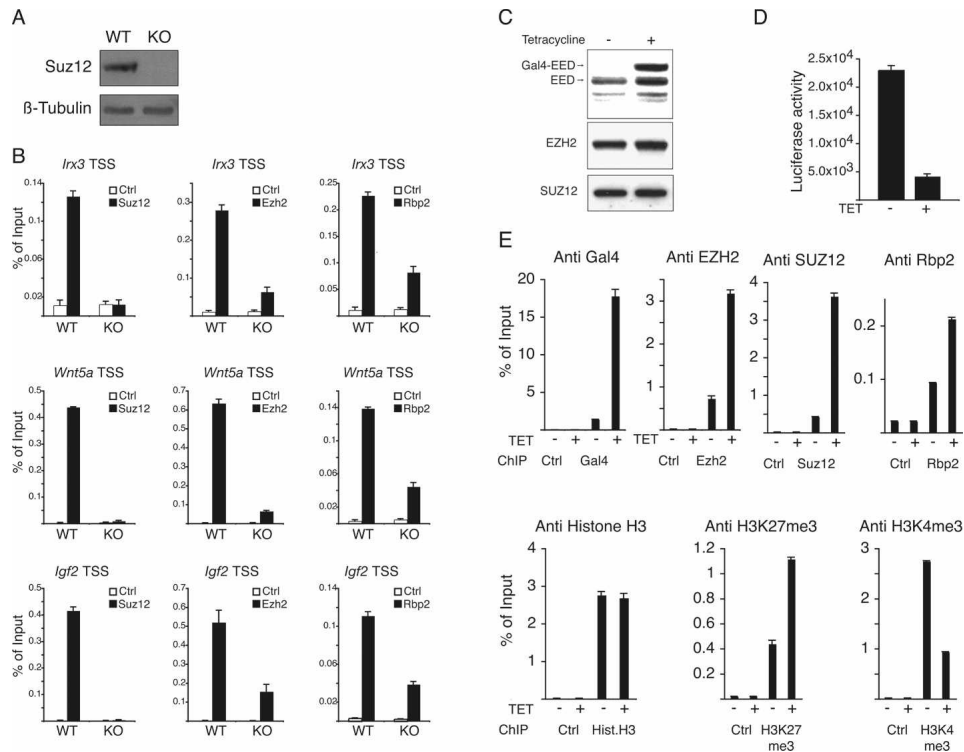 A
WT KO
Suz12
ß-Tubulin
B
Irx3 TSS
Ctrl
Suz12
% of Input
0.14
0.12
0.06
0.02
WT KO
Irx3 TSS
Ctrl
Ezh2
0.3
0.2
0.1
WT KO
Irx3 TSS
Ctrl
Rbp2
0.25
0.20
0.15
0.10
0.05
WT KO
Wnt5a TSS
Ctrl
Suz12
% of Input
0.5
0.4
0.3
0.2
0.1
WT KO
Wnt5a TSS
Ctrl
Ezh2
0.7
0.6
0.5
0.4
0.3
0.2
0.1
WT KO
Wnt5a TSS
Ctrl
Rbp2
0.14
0.10
0.06
0.02
WT KO
Igf2 TSS
Ctrl
Suz12
% of Input
0.5
0.4
0.3
0.2
0.1
WT KO
Igf2 TSS
Ctrl
Ezh2
0.6
0.5
0.4
0.3
0.2
0.1
WT KO
Igf2 TSS
Ctrl
Rbp2
0.14
0.12
0.10
0.06
0.02
WT KO
C
Tetracycline - +
Gal4-EED→
EED→
EZH2
SUZ12
D
Luciferase activity
2.5x10⁴
2.0x10⁴
1.5x10⁴
1.0x10⁴
5.0x10³
TET - +
E
Anti Gal4
% of Input
20
15
10
5
TET - + - +
ChIP Ctrl Gal4
Anti EZH2
3
2
1
TET - + - +
Ctrl Ezh2
Anti SUZ12
4
3
2
1
- + - +
Ctrl Suz12
Anti Rbp2
0.2
0.1
- + - +
Ctrl Rbp2
Anti Histone H3
% of Input
4
3
2
1
- + - + TET
ChIP Ctrl Hist.H3
Anti H3K27me3
1.2
1.0
0.8
0.6
0.4
0.2
- + - + TET
Ctrl H3K27
me3
Anti H3K4me3
3
2
1
- + - +
Ctrl H3K4
me3